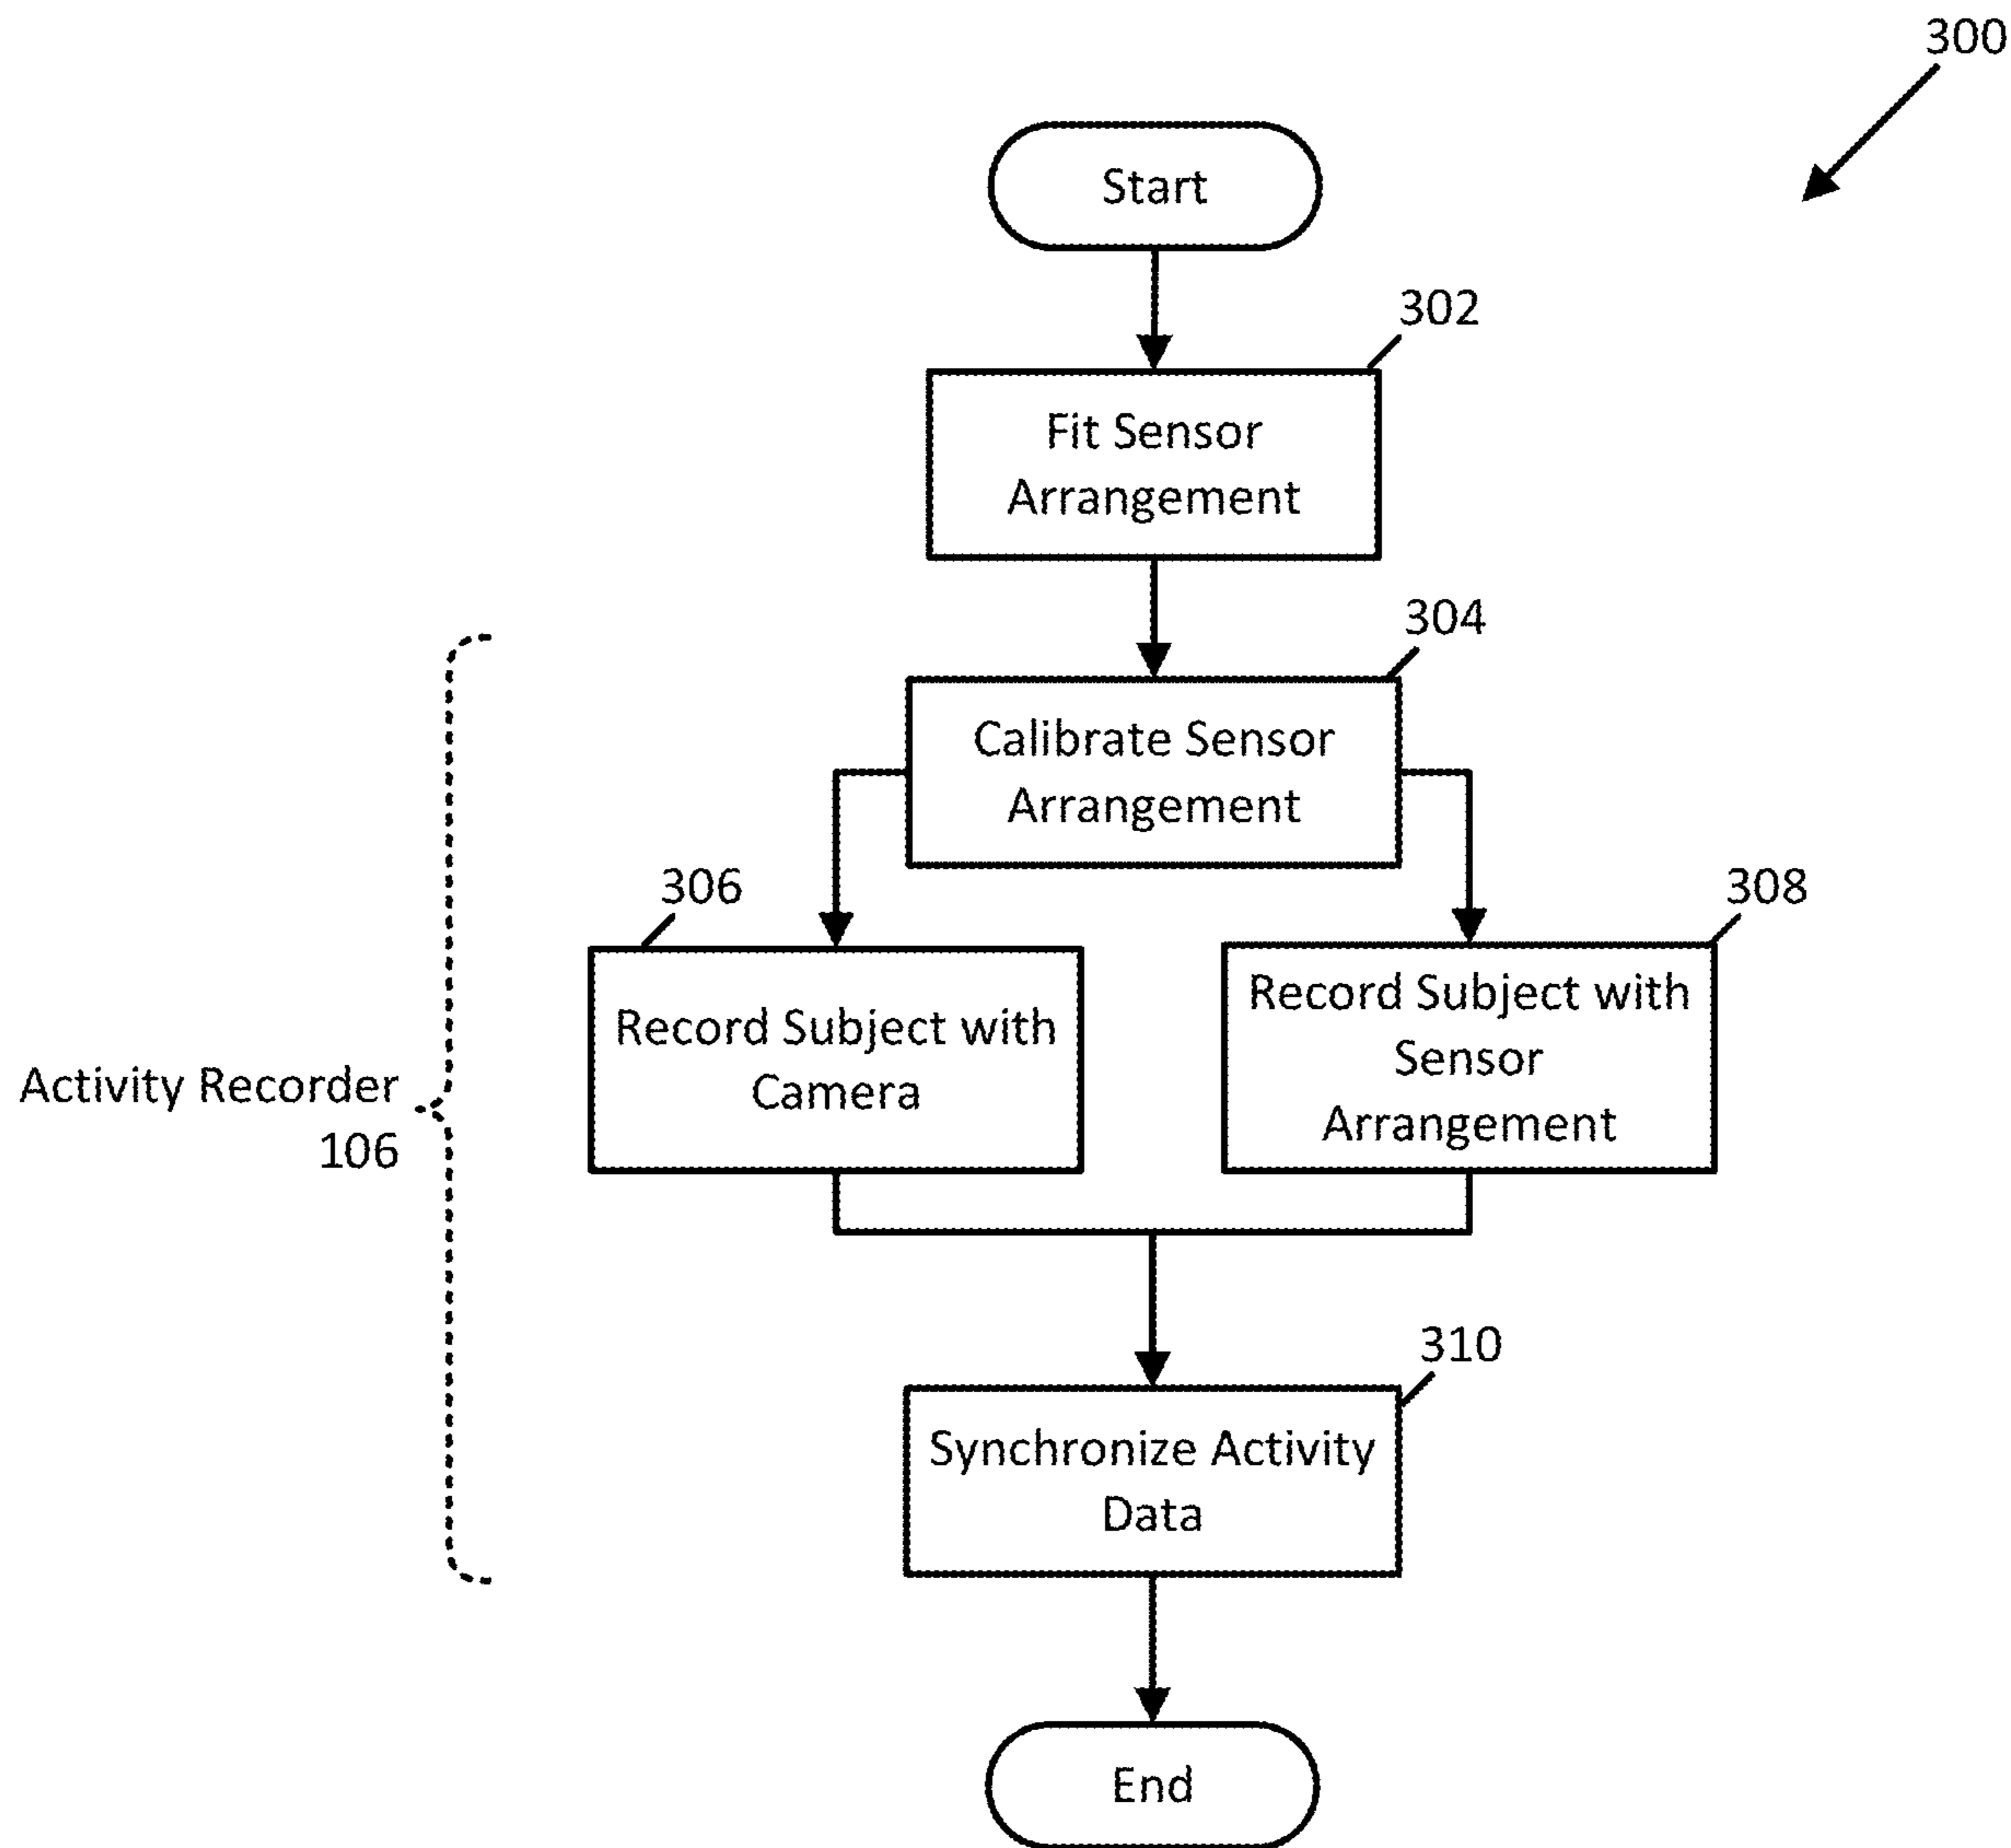 300
Start
302
Fit Sensor
Arrangement
304
Calibrate Sensor
Arrangement
306
Record Subject with
Camera
308
Record Subject with
Sensor
Arrangement
Activity Recorder
106
310
Synchronize Activity
Data
End